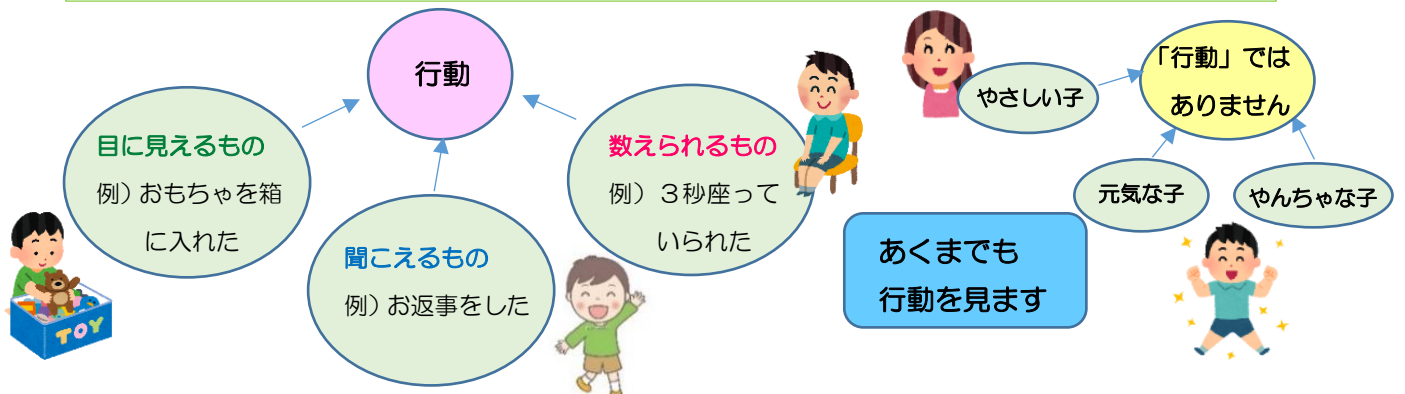 行動
目に見えるもの
例）おもちゃを箱
に入れた
聞こえるもの
例）お返事をした
数えられるもの
例）３秒座って
いられた
TOY
やさしい子
「行動」では
ありません
元気な子
やんちゃな子
あくまでも
行動を見ます